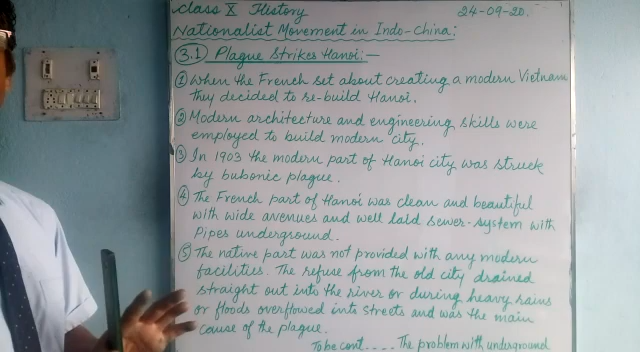 Class X History 24-09-20.
Nationalist Movement in Indo-China:
3.1) Plague Strikes Hanoi:-
① When the French set about creating a modern Vietnam
they decided to re-build Hanoi.
② Modern architecture and engineering skills were
employed to build modern city.
③ In 1903 the modern part of Hanoi city was struck
by bubonic plague.
④ The French part of Hanoi was clean and beautiful
with wide avenues and well laid sewer-system with
Pipes underground.
⑤ The native part was not provided with any modern
facilities. The refuse from the old city drained
straight out into the river or during heavy rains
or floods overflowed into streets and was the main
cause of the plague.
To be cont.... The problem with underground